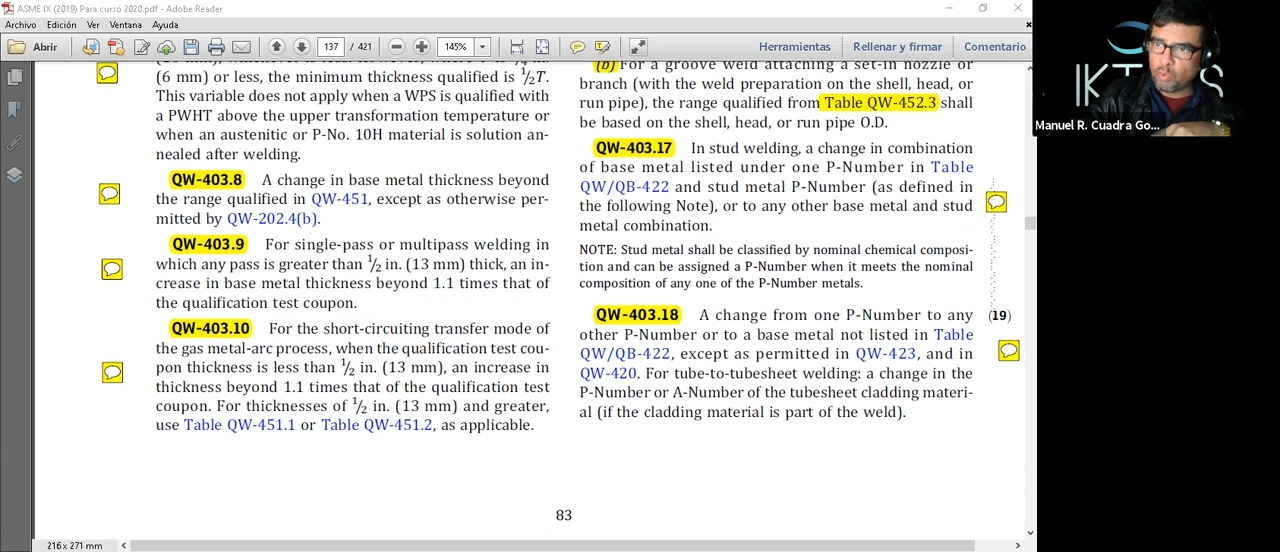 ASME IX (2019) Para curso 2020.pdf - Adobe Reader
Archivo Edición Ver Ventana Ayuda
Abrir 137 / 421 145% Herramientas Rellenar y firmar Comentario
(6 mm) or less, the minimum thickness qualified is 1/2T.
This variable does not apply when a WPS is qualified with
a PWHT above the upper transformation temperature or
when an austenitic or P-No. 10H material is solution an-
nealed after welding.
QW-403.8 A change in base metal thickness beyond
the range qualified in QW-451, except as otherwise per-
mitted by QW-202.4(b).
QW-403.9 For single-pass or multipass welding in
which any pass is greater than 1/2 in. (13 mm) thick, an in-
crease in base metal thickness beyond 1.1 times that of
the qualification test coupon.
QW-403.10 For the short-circuiting transfer mode of
the gas metal-arc process, when the qualification test cou-
pon thickness is less than 1/2 in. (13 mm), an increase in
thickness beyond 1.1 times that of the qualification test
coupon. For thicknesses of 1/2 in. (13 mm) and greater,
use Table QW-451.1 or Table QW-451.2, as applicable.
(b) For a groove weld attaching a set-in nozzle or
branch (with the weld preparation on the shell, head, or
run pipe), the range qualified from Table QW-452.3 shall
be based on the shell, head, or run pipe O.D.
QW-403.17 In stud welding, a change in combination
of base metal listed under one P-Number in Table
QW/QB-422 and stud metal P-Number (as defined in
the following Note), or to any other base metal and stud
metal combination.
NOTE: Stud metal shall be classified by nominal chemical composi-
tion and can be assigned a P-Number when it meets the nominal
composition of any one of the P-Number metals.
QW-403.18 A change from one P-Number to any
other P-Number or to a base metal not listed in Table
QW/QB-422, except as permitted in QW-423, and in
QW-420. For tube-to-tubesheet welding: a change in the
P-Number or A-Number of the tubesheet cladding materi-
al (if the cladding material is part of the weld).
(19)
83
216 x 271 mm
Manuel R. Cuadra Go...